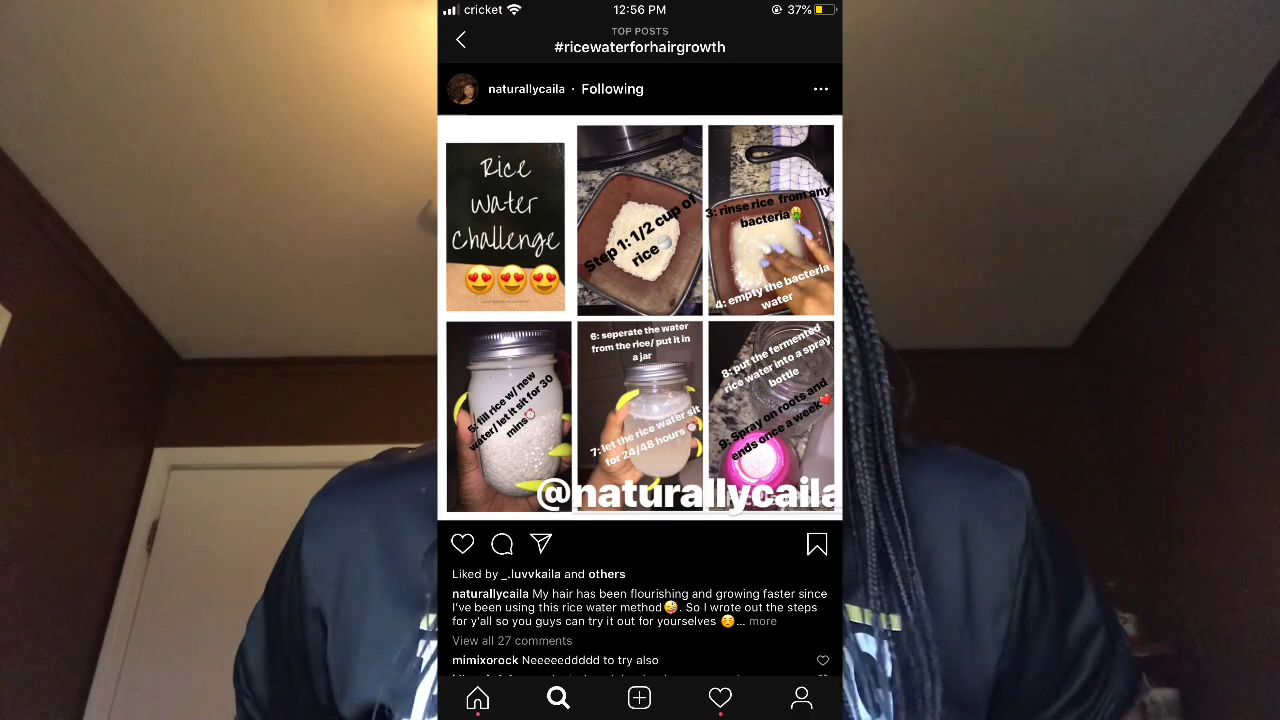 cricket
12:56 PM
37%
TOP POSTS
#ricewaterforhairgrowth
naturallycaila · Following
Rice
Water
Challenge
Step 1: 1/2 cup of
rice🍚
3: rinse rice from any
bacteria🤮
4: empty the bacteria
water
5: fill rice w/ new
water/ let it sit for 30
mins⏰
6: seperate the water
from the rice/ put it in
a jar
7: let the rice water sit
for 24/48 hours
8: put the fermented
rice water into a spray
bottle
9: Spray on roots and
ends once a week
@naturallycaila
Liked by _.luvvkaila and others
naturallycaila My hair has been flourishing and growing faster since
I've been using this rice water method🤪. So I wrote out the steps
for y'all so you guys can try it out for yourselves ☺️... more
View all 27 comments
mimixorock Neeeeeddddd to try also